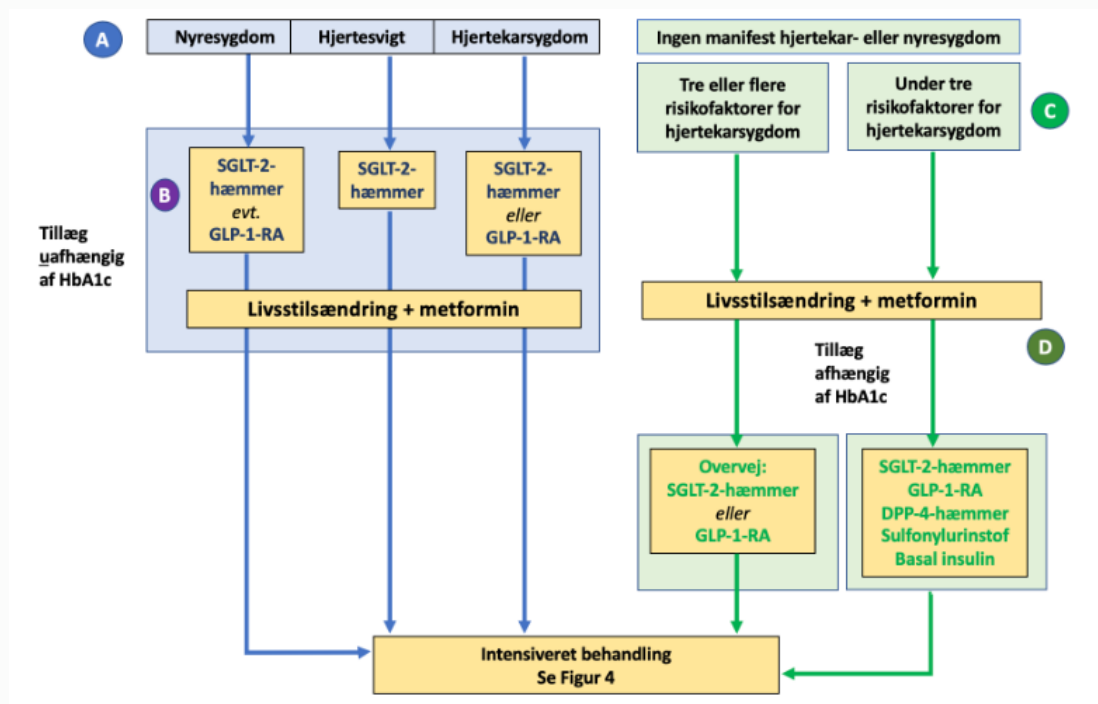 A
Nyresygdom
Hjertesvigt
Hjertekarsygdom
Ingen manifest hjertekar- eller nyresygdom
Tre eller flere
risikofaktorer for
hjertekarsygdom
Under tre
risikofaktorer for
hjertekarsygdom
C
B
SGLT-2-
hæmmer
evt.
GLP-1-RA
SGLT-2-
hæmmer
SGLT-2-
hæmmer
eller
GLP-1-RA
Tillæg
uafhængig
af HbA1c
Livsstilsændring + metformin
Livsstilsændring + metformin
D
Tillæg
afhængig
af HbA1c
Overvej:
SGLT-2-hæmmer
eller
GLP-1-RA
SGLT-2-hæmmer
GLP-1-RA
DPP-4-hæmmer
Sulfonylurinstof
Basal insulin
Intensiveret behandling
Se Figur 4